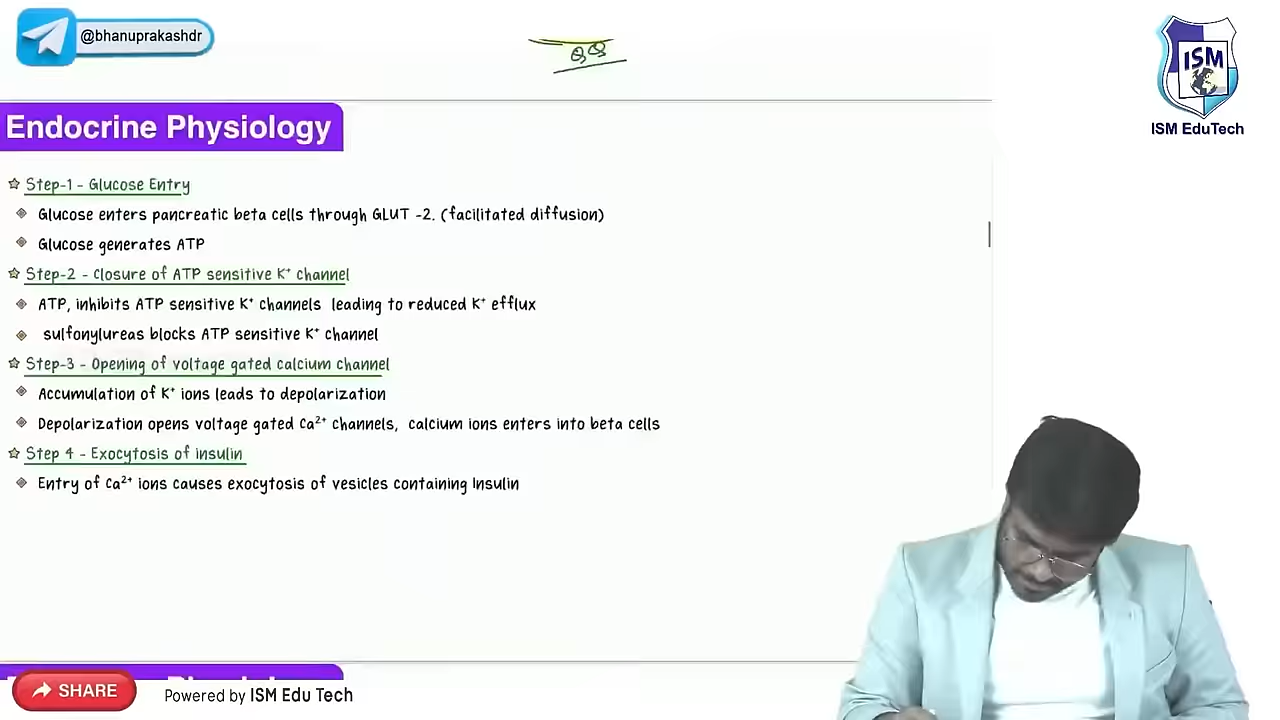 @bhanuprakashdr
ISM
ISM EduTech
Endocrine Physiology
Step-1 - Glucose Entry
Glucose enters pancreatic beta cells through GLUT -2. (facilitated diffusion)
Glucose generates ATP
Step-2 - Closure of ATP sensitive K⁺ channel
ATP, inhibits ATP sensitive K⁺ channels leading to reduced K⁺ efflux
sulfonylureas blocks ATP sensitive K⁺ channel
Step-3 - Opening of voltage gated calcium channel
Accumulation of K⁺ ions leads to depolarization
Depolarization opens voltage gated Ca²⁺ channels, calcium ions enters into beta cells
Step 4 - Exocytosis of insulin
Entry of Ca²⁺ ions causes exocytosis of vesicles containing Insulin
SHARE
Powered by ISM Edu Tech